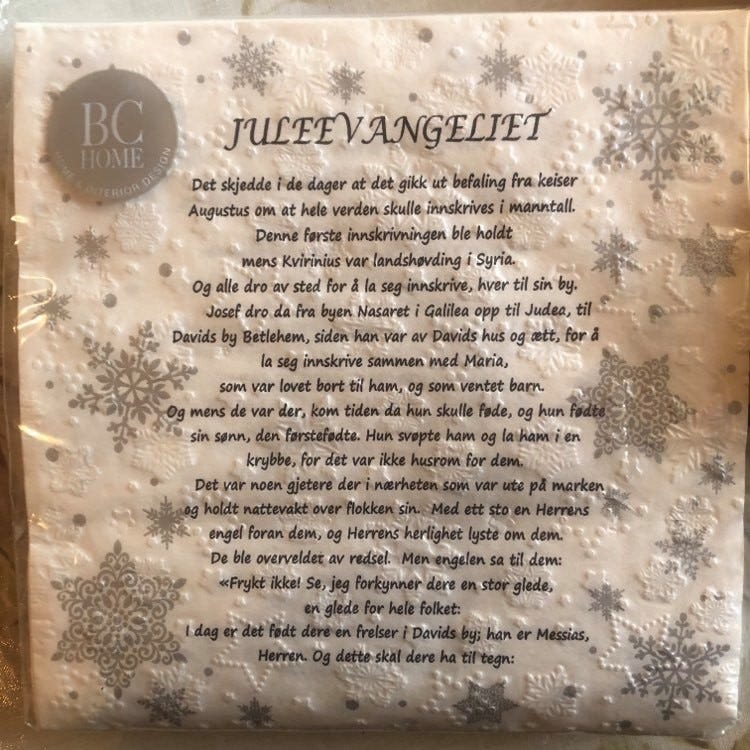 BC
HOME
HOME & INTERIOR DESIGN
JULEEVANGELIET
Det skjedde i de dager at det gikk ut befaling fra keiser
Augustus om at hele verden skulle innskrives i manntall.
Denne første innskrivningen ble holdt
mens Kvirinius var landshøvding i Syria.
Og alle dro av sted for å la seg innskrive, hver til sin by.
Josef dro da fra byen Nasaret i Galilea opp til Judea, til
Davids by Betlehem, siden han var av Davids hus og ætt, for å
la seg innskrive sammen med Maria,
som var lovet bort til ham, og som ventet barn.
Og mens de var der, kom tiden da hun skulle føde, og hun fødte
sin sønn, den førstefødte. Hun svøpte ham og la ham i en
krybbe, for det var ikke husrom for dem.
Det var noen gjetere der i nærheten som var ute på marken
og holdt nattevakt over flokken sin. Med ett sto en Herrens
engel foran dem, og Herrens herlighet lyste om dem.
De ble overveldet av redsel. Men engelen sa til dem:
«Frykt ikke! Se, jeg forkynner dere en stor glede,
en glede for hele folket:
I dag er det født dere en frelser i Davids by; han er Messias,
Herren. Og dette skal dere ha til tegn: